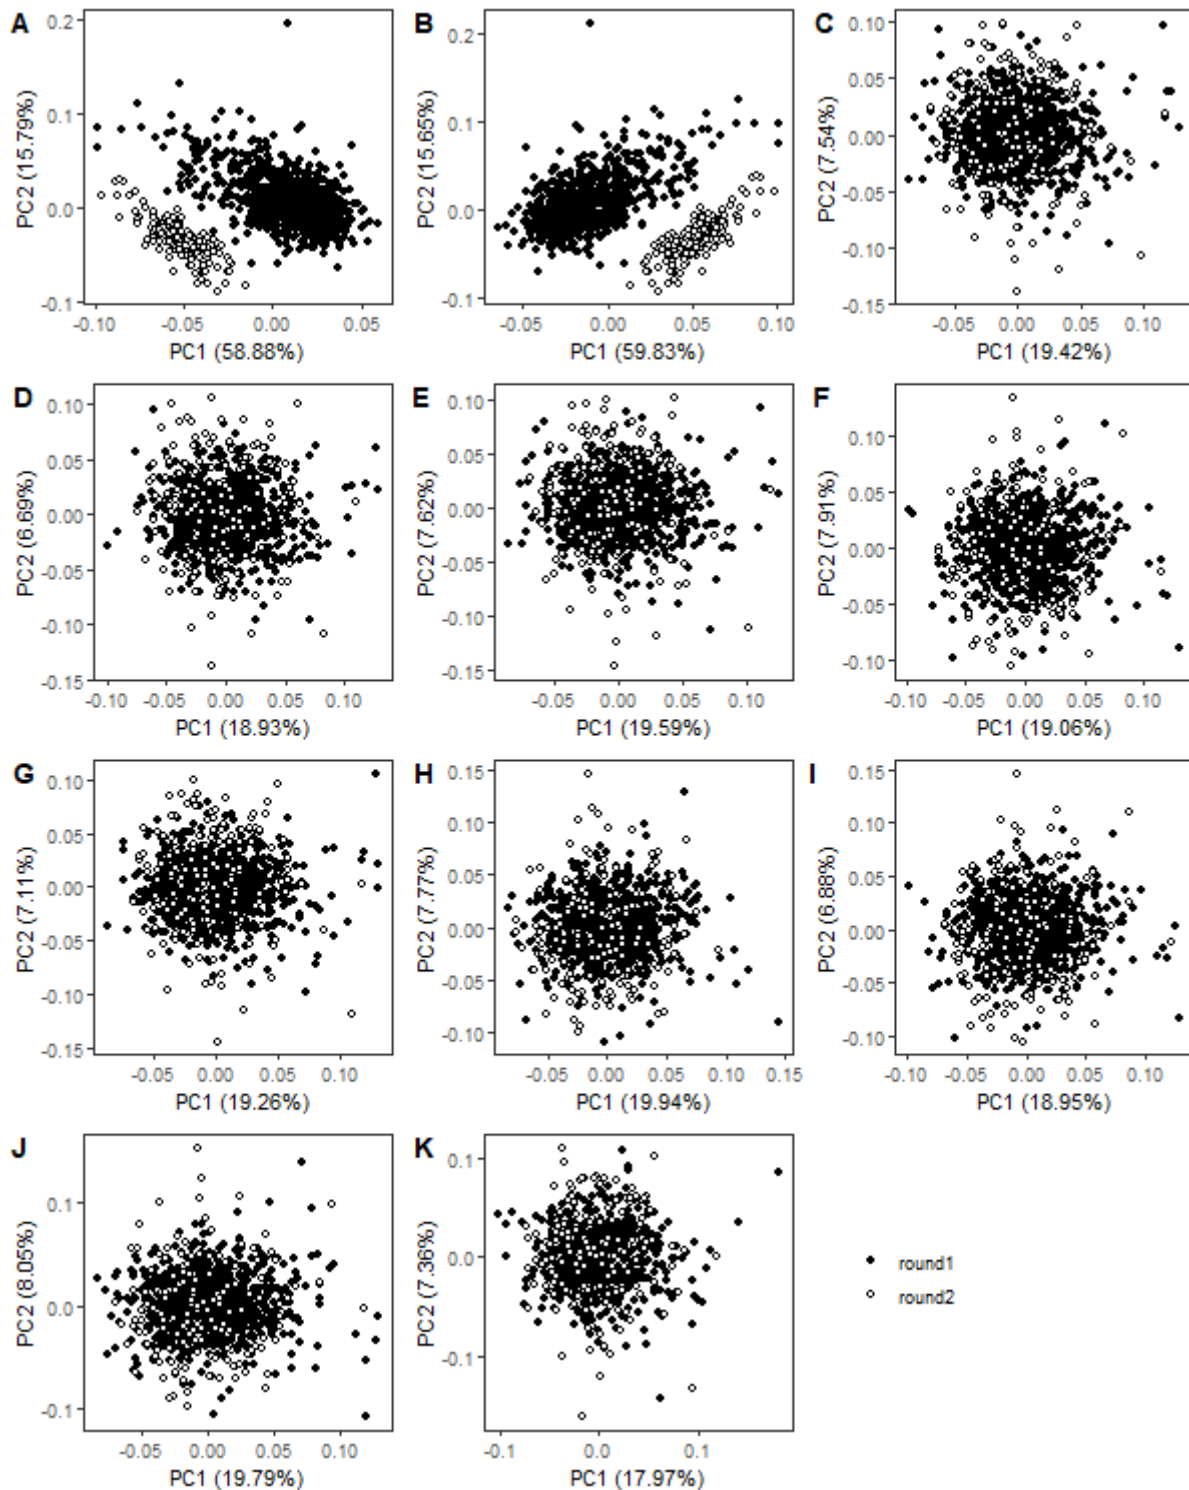 A
PC2 (15.79%)
0.2
0.1
0.0
-0.1
-0.10 -0.05 0.00 0.05
PC1 (58.88%)
B
PC2 (15.65%)
0.2
0.1
0.0
-0.1
-0.05 0.00 0.05 0.10
PC1 (59.83%)
C
PC2 (7.54%)
0.10
0.05
0.00
-0.05
-0.10
-0.15
-0.05 0.00 0.05 0.10
PC1 (19.42%)
D
PC2 (6.69%)
0.10
0.05
0.00
-0.05
-0.10
-0.15
-0.10 -0.05 0.00 0.05 0.10
PC1 (18.93%)
E
PC2 (7.62%)
0.10
0.05
0.00
-0.05
-0.10
-0.15
-0.05 0.00 0.05 0.10
PC1 (19.59%)
F
PC2 (7.91%)
0.10
0.05
0.00
-0.05
-0.10
-0.10 -0.05 0.00 0.05 0.10
PC1 (19.06%)
G
PC2 (7.11%)
0.10
0.05
0.00
-0.05
-0.10
-0.15
-0.05 0.00 0.05 0.10
PC1 (19.26%)
H
PC2 (7.77%)
0.15
0.10
0.05
0.00
-0.05
-0.10
-0.05 0.00 0.05 0.10 0.15
PC1 (19.94%)
I
PC2 (6.88%)
0.15
0.10
0.05
0.00
-0.05
-0.10
-0.10 -0.05 0.00 0.05 0.10
PC1 (18.95%)
J
PC2 (8.05%)
0.1
0.0
-0.1
-0.05 0.00 0.05 0.10
PC1 (19.79%)
K
PC2 (7.36%)
0.1
0.0
-0.1
-0.1 0.0 0.1
PC1 (17.97%)
round1
round2